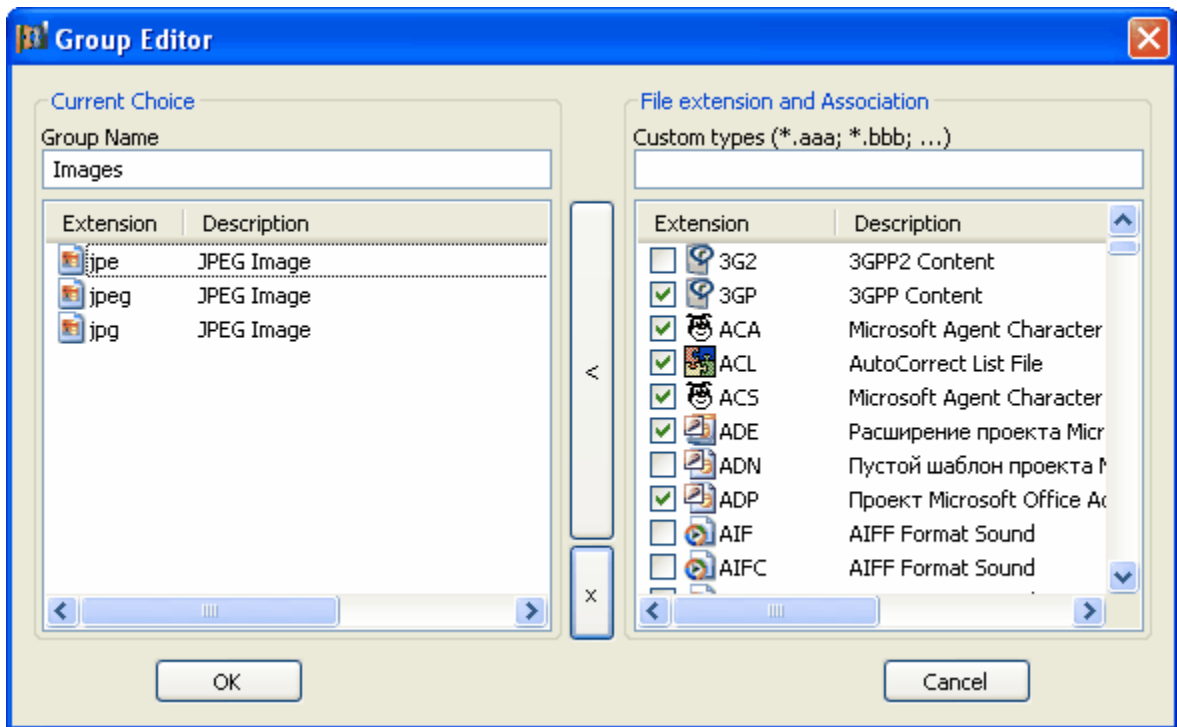 Group Editor
Current Choice
Group Name
Images
Extension Description
jpe JPEG Image
jpeg JPEG Image
jpg JPEG Image
<
x
OK
File extension and Association
Custom types (*.aaa; *.bbb; ...)
Extension Description
3G2 3GPP2 Content
3GP 3GPP Content
ACA Microsoft Agent Character
ACL AutoCorrect List File
ACS Microsoft Agent Character
ADE Расширение проекта Micr
ADN Пустой шаблон проекта
ADP Проект Microsoft Office Ac
AIF AIFF Format Sound
AIFC AIFF Format Sound
Cancel